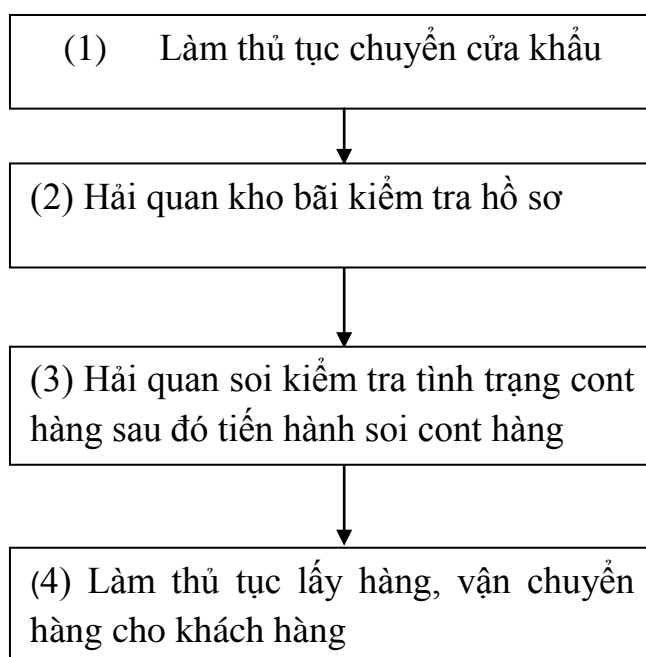 (1) Làm thủ tục chuyển cửa khẩu
(2) Hải quan kho bãi kiểm tra hồ sơ
(3) Hải quan soi kiểm tra tình trạng cont
hàng sau đó tiến hành soi cont hàng
(4) Làm thủ tục lấy hàng, vận chuyển
hàng cho khách hàng